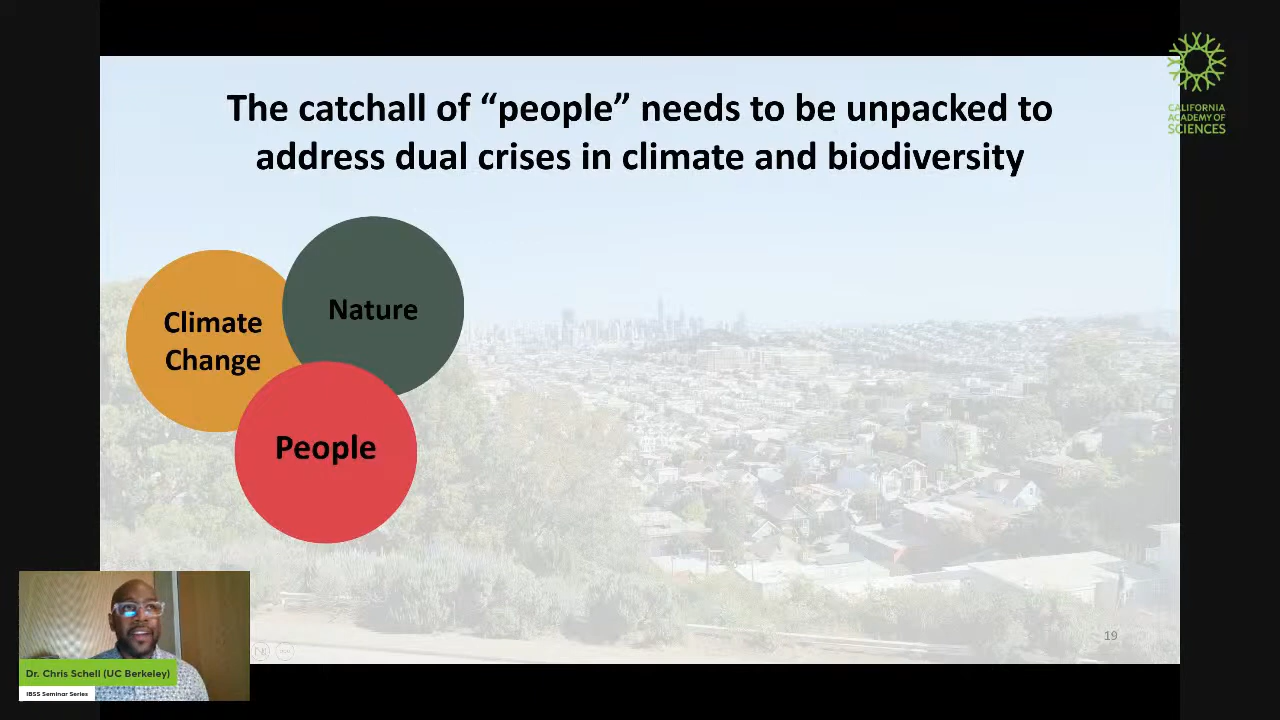 The catchall of “people” needs to be unpacked to
address dual crises in climate and biodiversity
CALIFORNIA
ACADEMY OF
SCIENCES
Nature
Climate
Change
People
19
Dr. Chris Schell (UC Berkeley)
IBSS Seminar Series